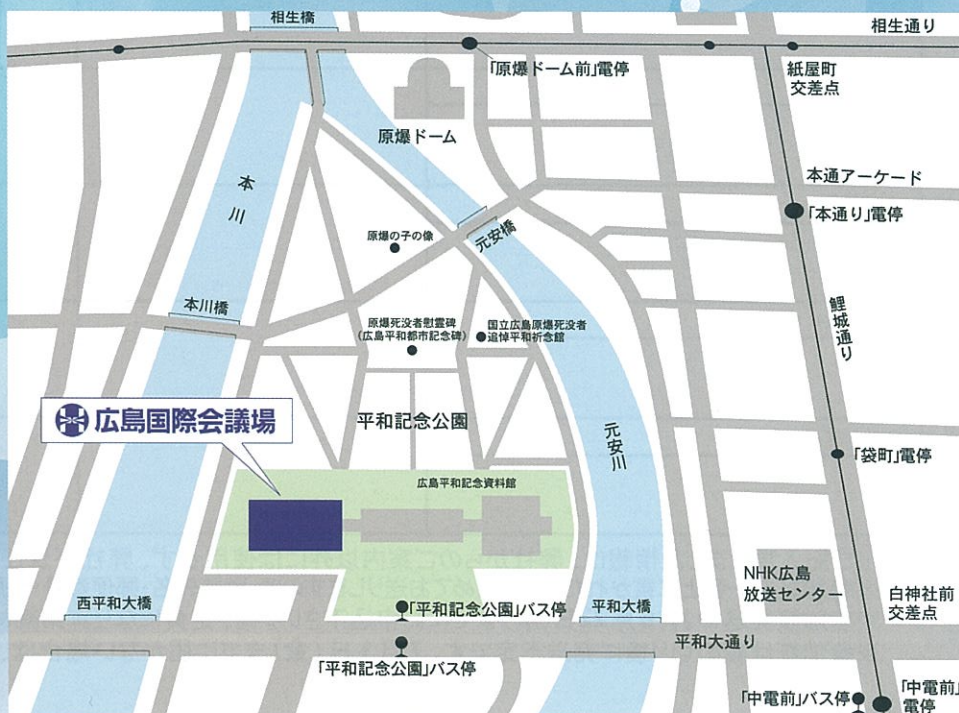 相生橋
相生通り
「原爆ドーム前」電停
紙屋町
交差点
原爆ドーム
本通アーケード
本川
「本通り」電停
原爆の子の像
元安橋
本川橋
鯉城通り
原爆死没者慰霊碑
(広島平和都市記念碑)
国立広島原爆死没者
追悼平和祈念館
広島国際会議場
平和記念公園
元安川
「袋町」電停
広島平和記念資料館
NHK広島
放送センター
白神社前
交差点
西平和大橋
「平和記念公園」バス停
平和大橋
平和大通り
「平和記念公園」バス停
「中電前」バス停
「中電前」
電停